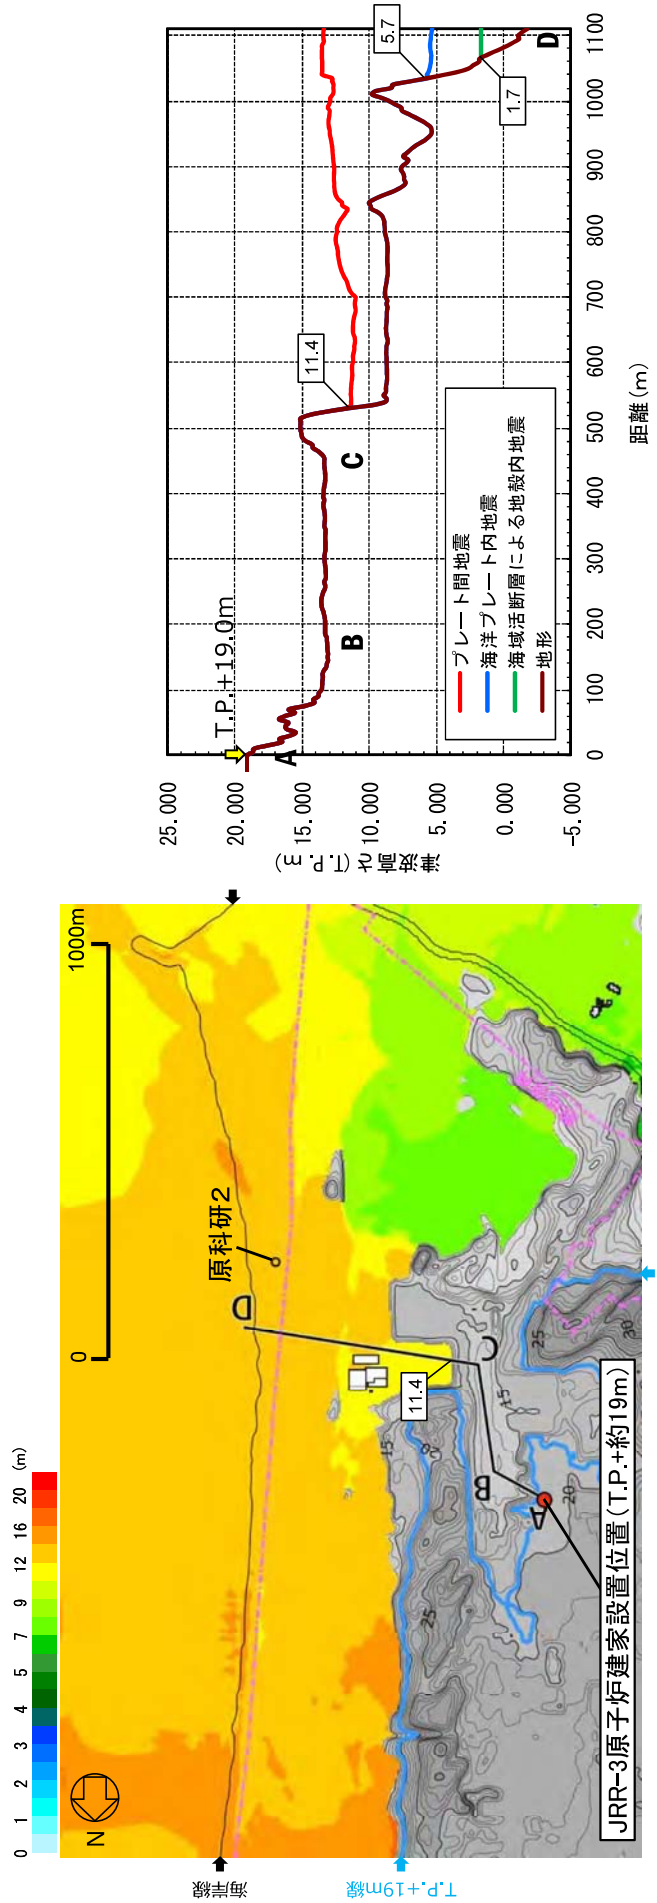 0 1 2 3 4 5 7 9 12 16 20 (m)
N
0 1000m
原科研2
D
11.4
C
B
A
15
20
25
15
20
25
30
JRR-3原子炉建家設置位置(T.P.+約19m)
海岸線
T.P.+19m線
T.P.+19.0m
津波高さ(T.P. m)
25.000
20.000
15.000
10.000
5.000
0.000
-5.000
A
B
C
D
11.4
5.7
1.7
プレート間地震
海洋プレート内地震
海域活断層による地殻内地震
地形
0 100 200 300 400 500 600 700 800 900 1000 1100
距離(m)